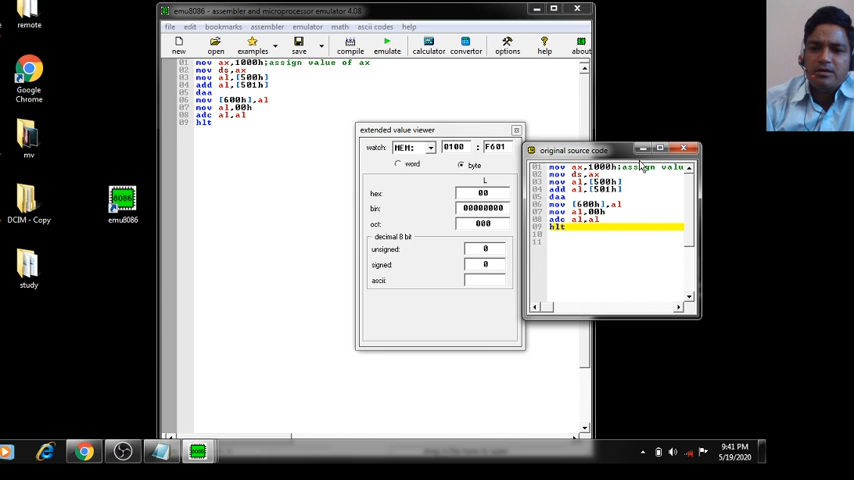 remote
Google
Chrome
mv
DCIM - Copy
study
emu8086
8086
emu8086 - assembler and microprocessor emulator 4.08
file edit bookmarks assembler emulator math ascii codes help
new open examples save compile emulate calculator convertor options help about
01 mov ax,1000h;assign value of ax
02 mov ds,ax
03 mov al,[500h]
04 add al,[501h]
05 daa
06 mov [600h],al
07 mov al,00h
08 adc al,al
09 hlt
extended value viewer
watch: MEM: 0100 : F601
word byte
L
hex: 00
bin: 00000000
oct: 000
decimal 8 bit
unsigned: 0
signed: 0
ascii:
original source code
01 mov ax,1000h;assign valu
02 mov ds,ax
03 mov al,[500h]
04 add al,[501h]
05 daa
06 mov [600h],al
07 mov al,00h
08 adc al,al
09 hlt
10
11
9:41 PM
5/19/2020